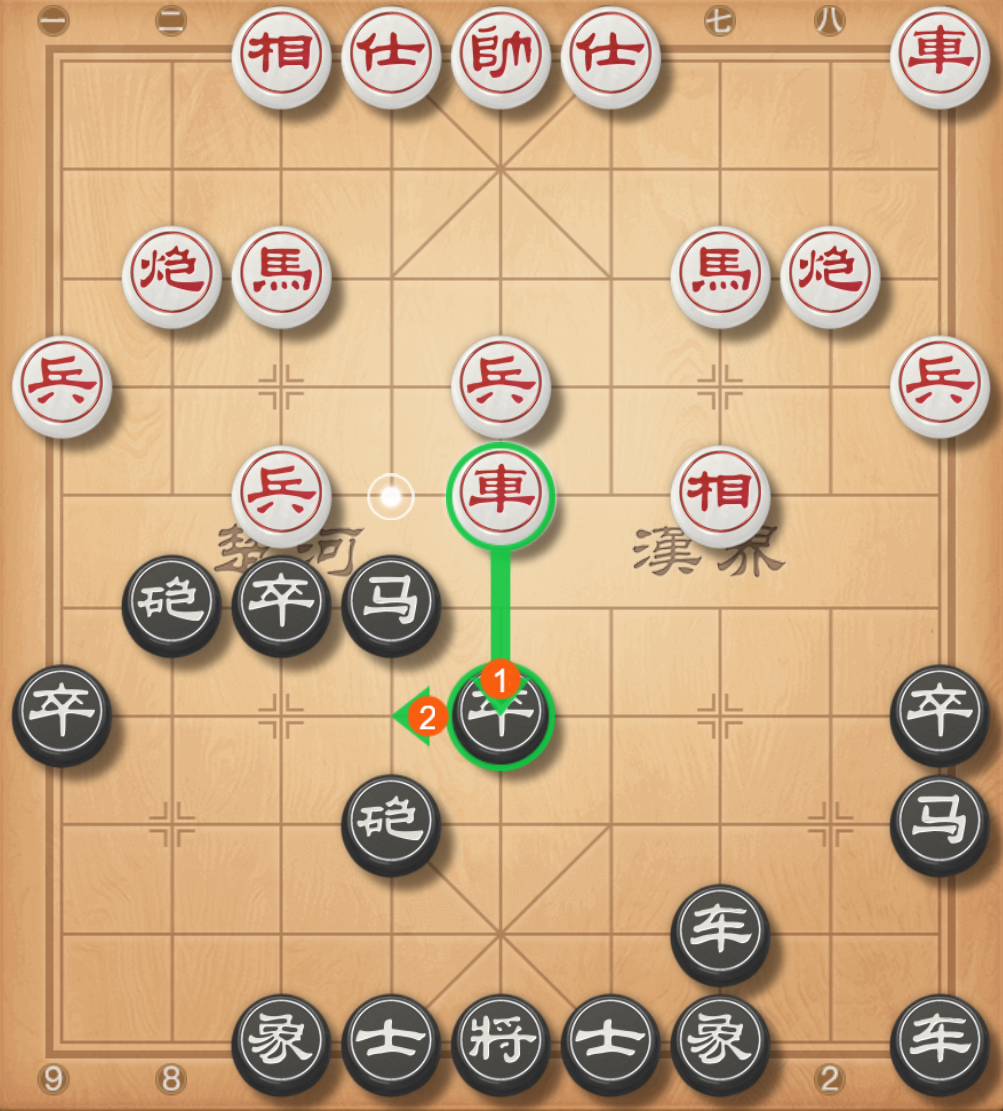 一 二 七 八
相 仕 帥 仕 車
炮 馬 馬 炮
兵 兵 兵
兵 車 相
楚河 漢界
砲 卒 马
1
卒 2 卒 卒
砲 马
车
象 士 將 士 象 车
9 8 2